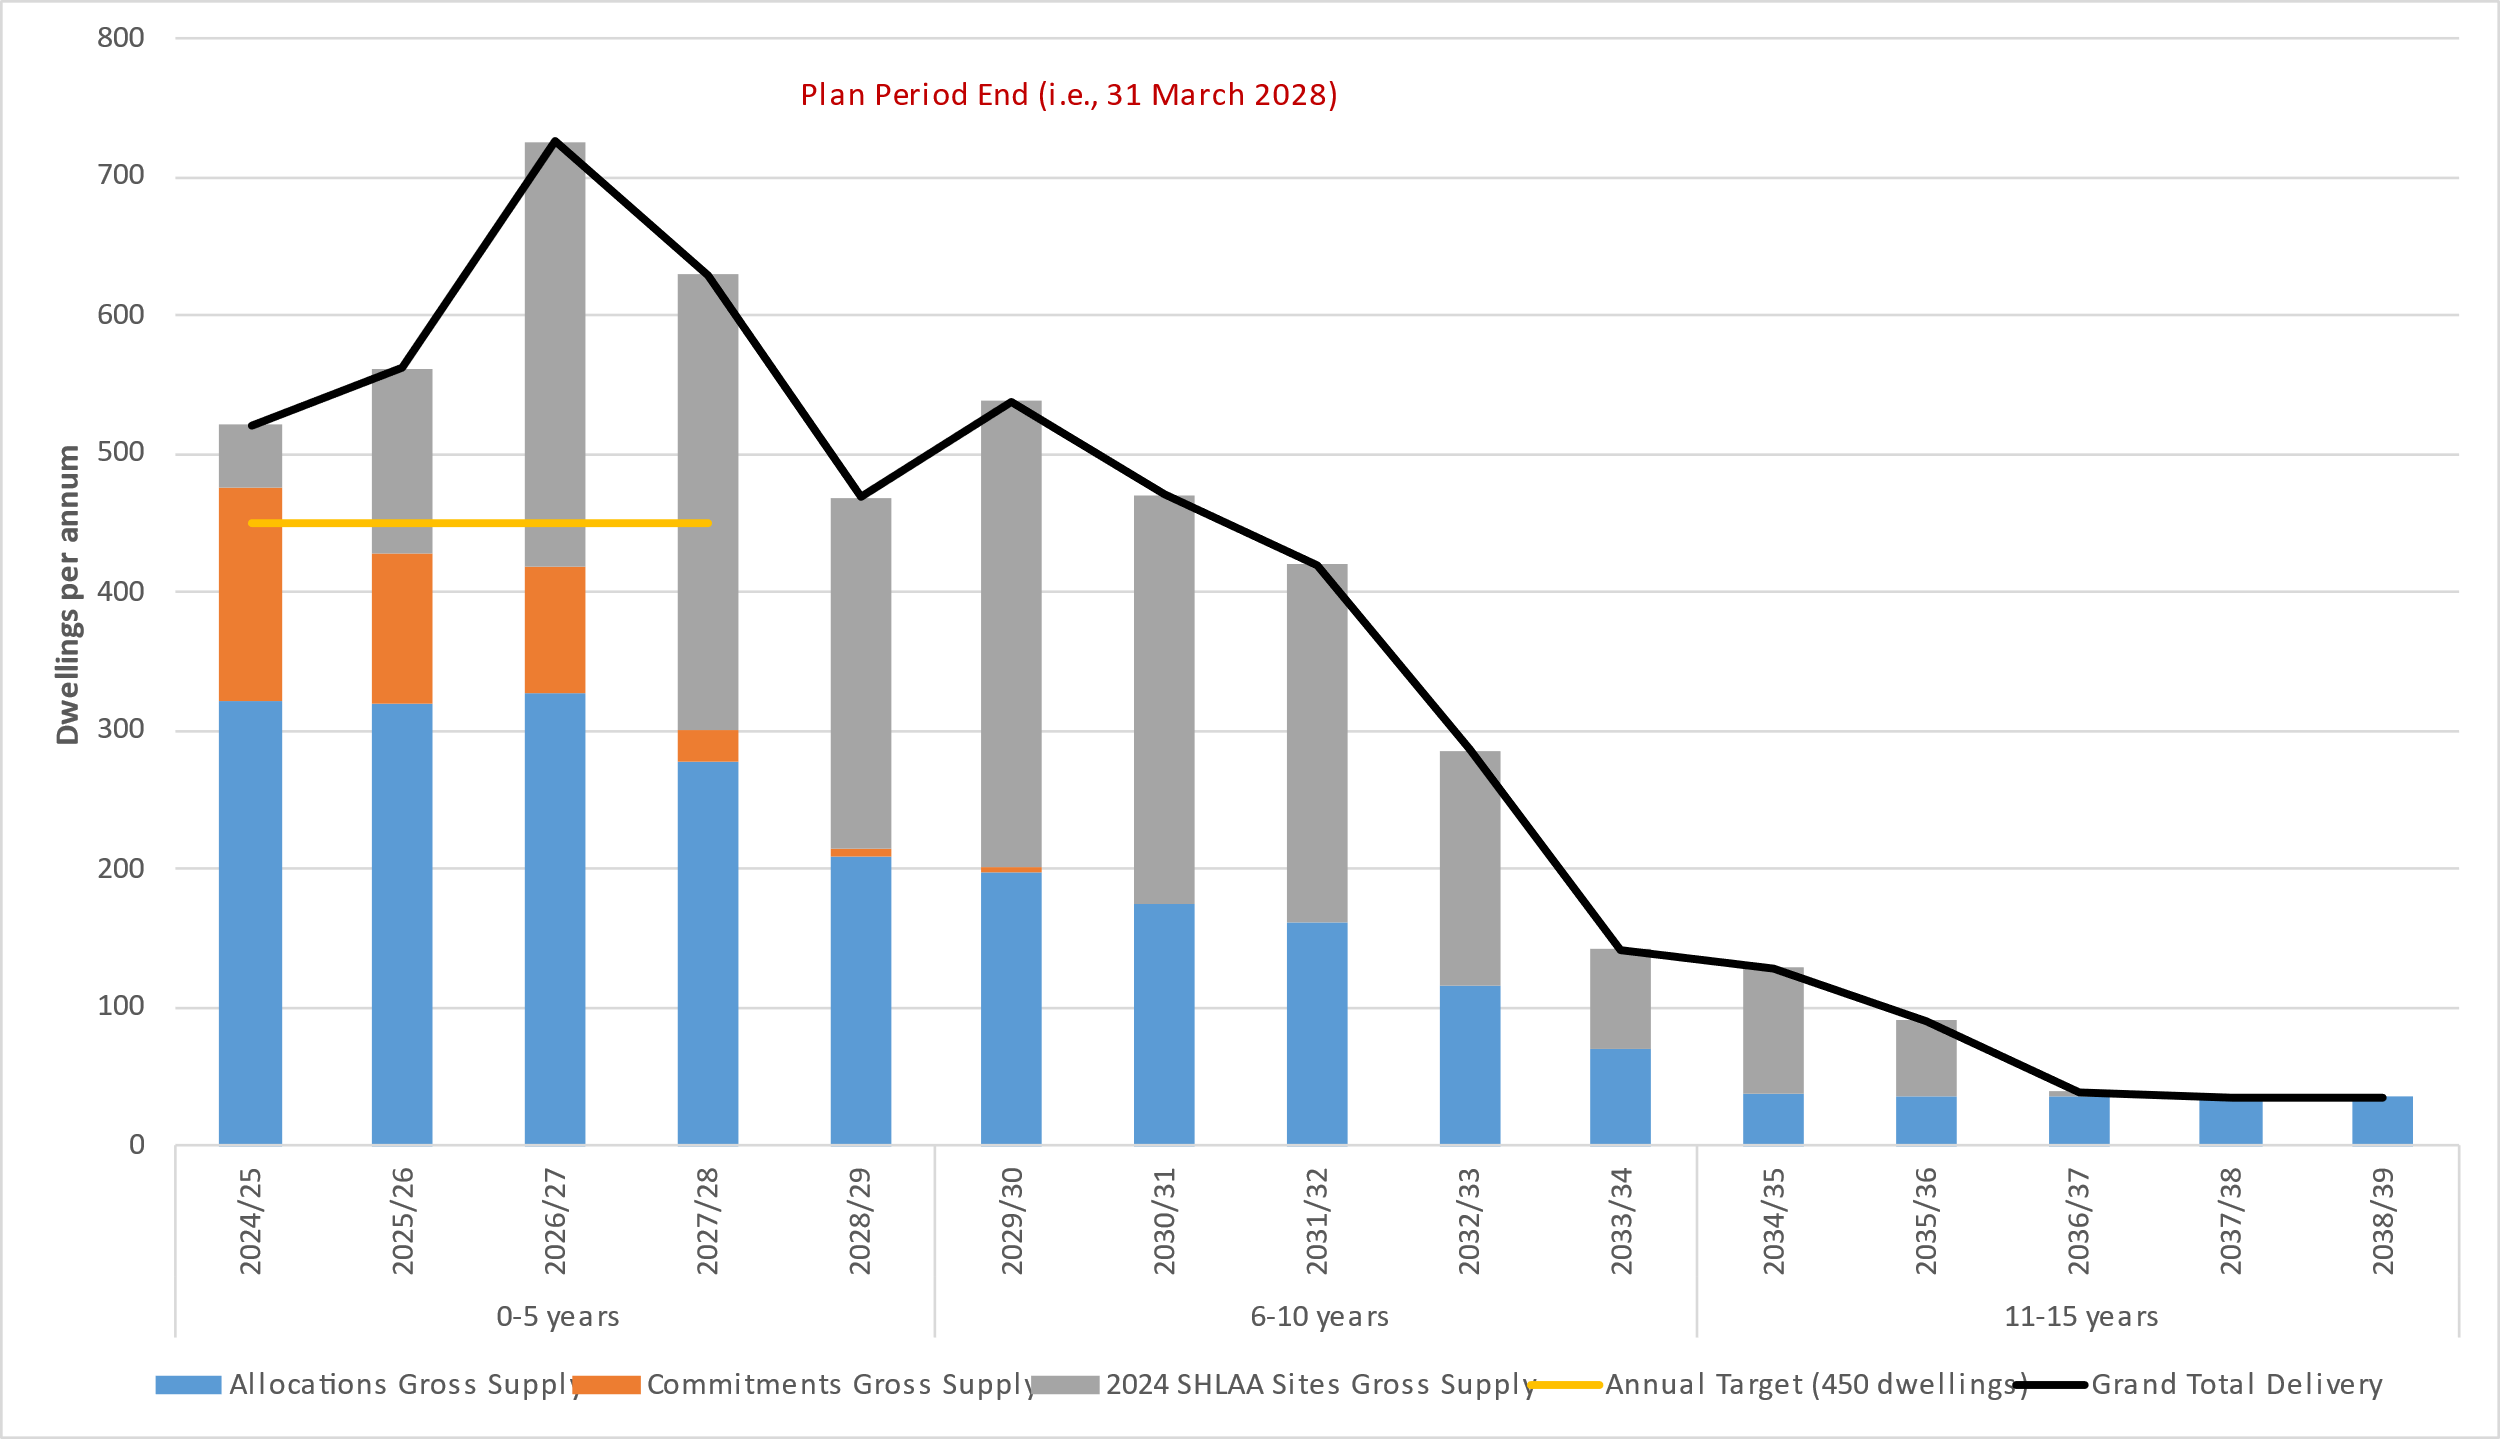 800
Plan Period End (i.e., 31 March 2028)
700
600
500
400
300
200
100
0
Dwellings per annum
2024/25
2025/26
2026/27
2027/28
2028/29
2029/30
2030/31
2031/32
2032/33
2033/34
2034/35
2035/36
2036/37
2037/38
2038/39
0-5 years
6-10 years
11-15 years
Allocations Gross Supply
Commitments Gross Supply
2024 SHLAA Sites Gross Supply
Annual Target (450 dwellings)
Grand Total Delivery